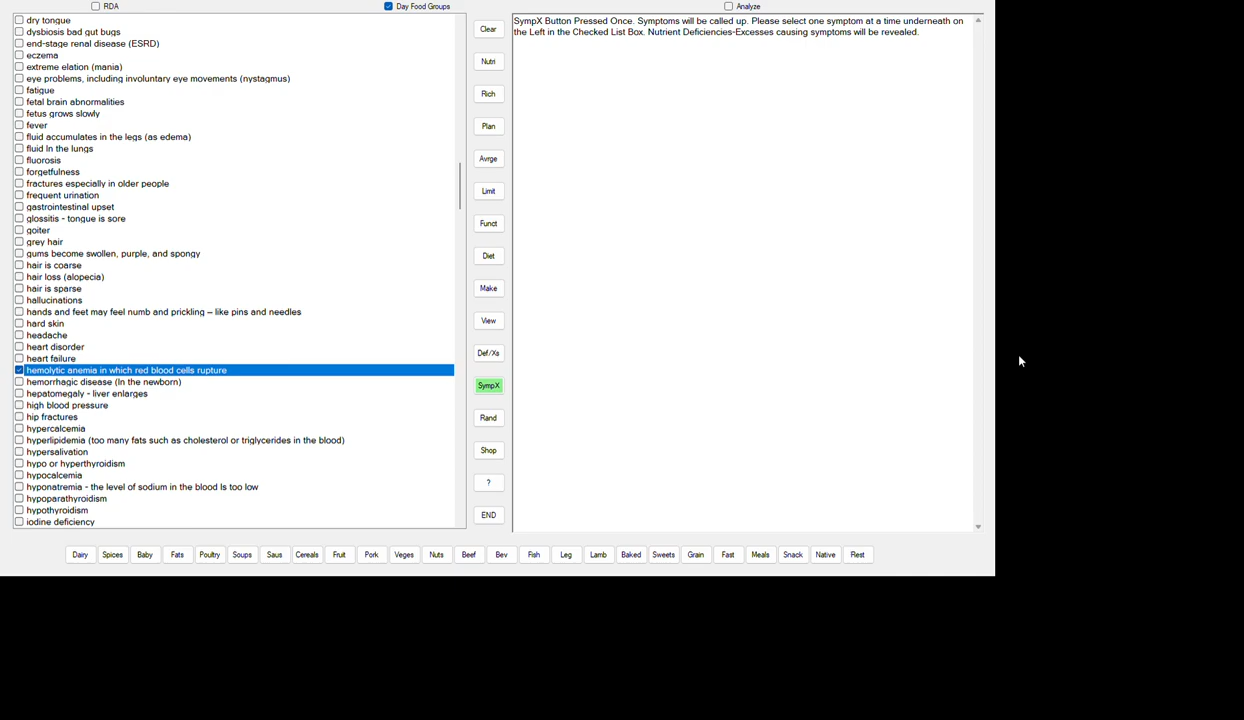 RDA
Day Food Groups
Analyze
dry tongue
dysbiosis bad gut bugs
end-stage renal disease (ESRD)
eczema
extreme elation (mania)
eye problems, including involuntary eye movements (nystagmus)
fatigue
fetal brain abnormalities
fetus grows slowly
fever
fluid accumulates in the legs (as edema)
fluid In the lungs
fluorosis
forgetfulness
fractures especially in older people
frequent urination
gastrointestinal upset
glossitis - tongue is sore
goiter
grey hair
gums become swollen, purple, and spongy
hair is coarse
hair loss (alopecia)
hair is sparse
hallucinations
hands and feet may feel numb and prickling – like pins and needles
hard skin
headache
heart disorder
heart failure
hemolytic anemia in which red blood cells rupture
hemorrhagic disease (In the newborn)
hepatomegaly - liver enlarges
high blood pressure
hip fractures
hypercalcemia
hyperlipidemia (too many fats such as cholesterol or triglycerides in the blood)
hypersalivation
hypo or hyperthyroidism
hypocalcemia
hyponatremia - the level of sodium in the blood Is too low
hypoparathyroidism
hypothyroidism
iodine deficiency
Clear
Nutri
Rich
Plan
Avrge
Limit
Funct
Diet
Make
View
Def/Xs
SympX
Rand
Shop
?
END
SympX Button Pressed Once. Symptoms will be called up. Please select one symptom at a time underneath on
the Left in the Checked List Box. Nutrient Deficiencies-Excesses causing symptoms will be revealed.
Dairy Spices Baby Fats Poultry Soups Saus Cereals Fruit Pork Veges Nuts Beef Bev Fish Leg Lamb Baked Sweets Grain Fast Meals Snack Native Rest